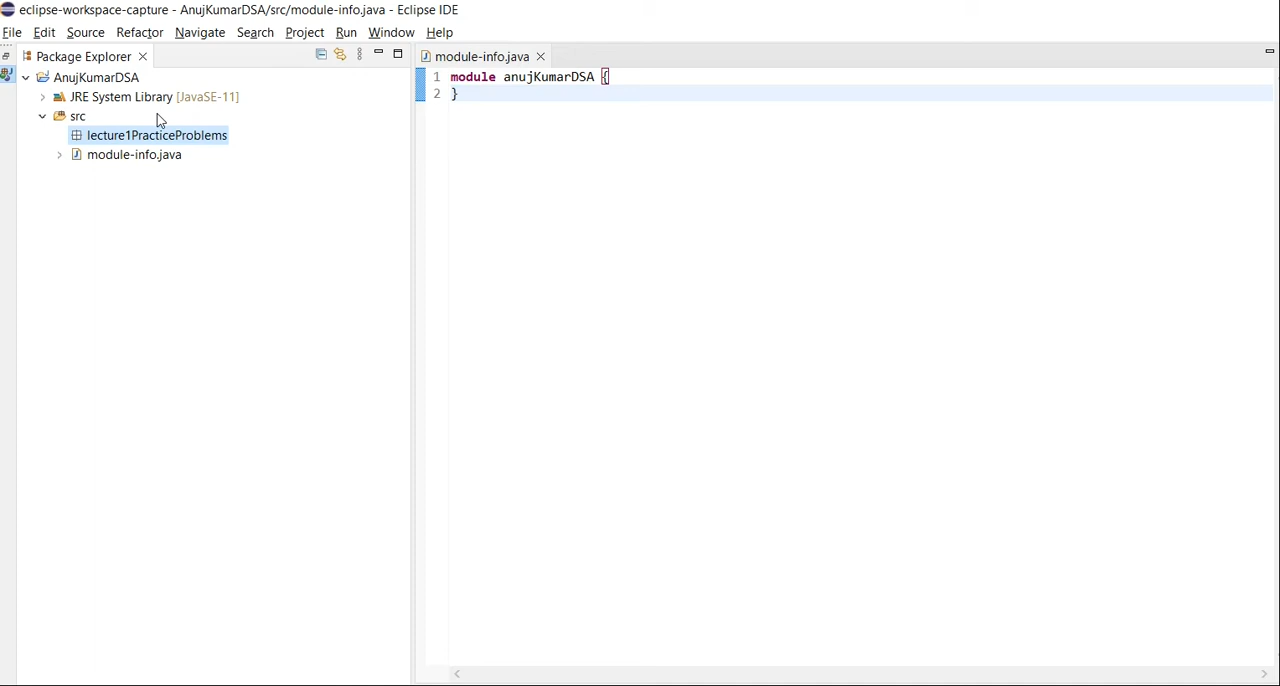 eclipse-workspace-capture - AnujKumarDSA/src/module-info.java - Eclipse IDE
File Edit Source Refactor Navigate Search Project Run Window Help
Package Explorer
AnujKumarDSA
JRE System Library [JavaSE-11]
src
lecture1PracticeProblems
module-info.java
module-info.java
1 module anujKumarDSA {
2 }